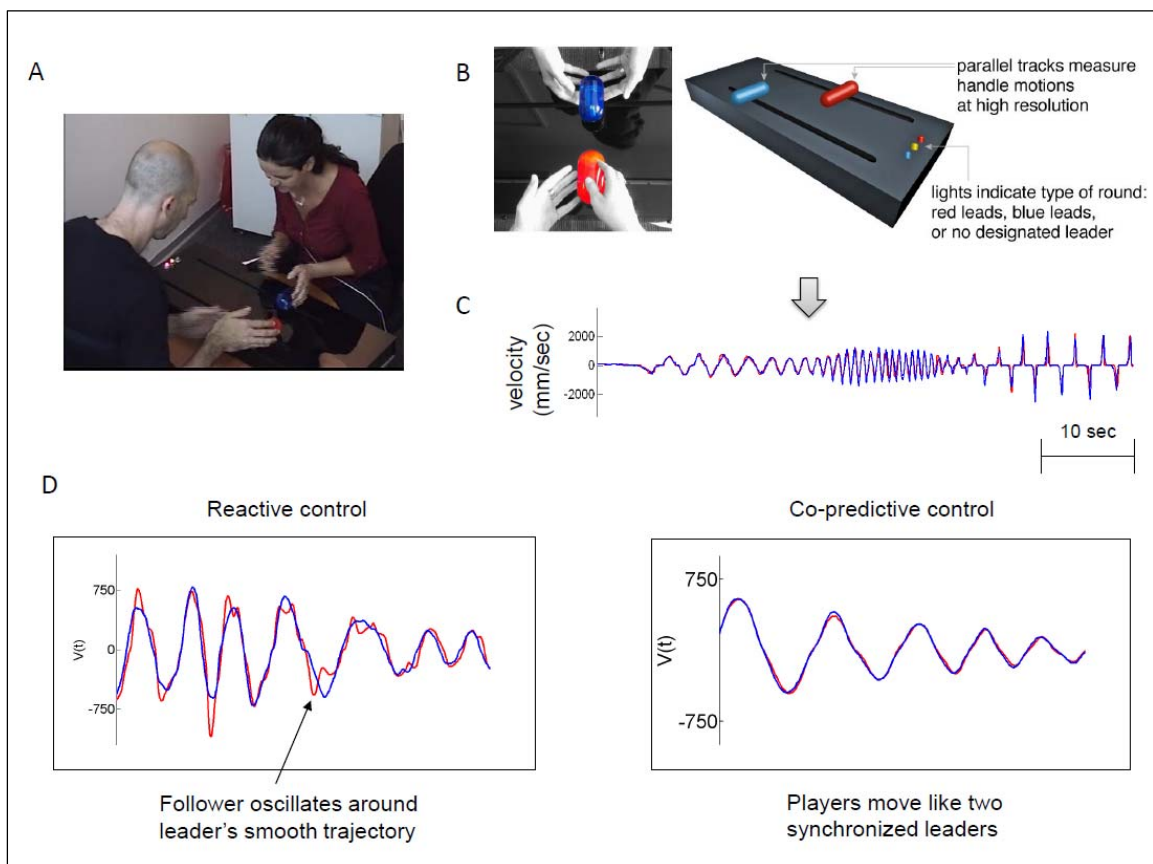 A
B
parallel tracks measure
handle motions
at high resolution
lights indicate type of round:
red leads, blue leads,
or no designated leader
C
velocity
(mm/sec)
2000
0
-2000
10 sec
D
Reactive control
V(t)
750
0
-750
Follower oscillates around
leader's smooth trajectory
Co-predictive control
V(t)
750
-750
Players move like two
synchronized leaders